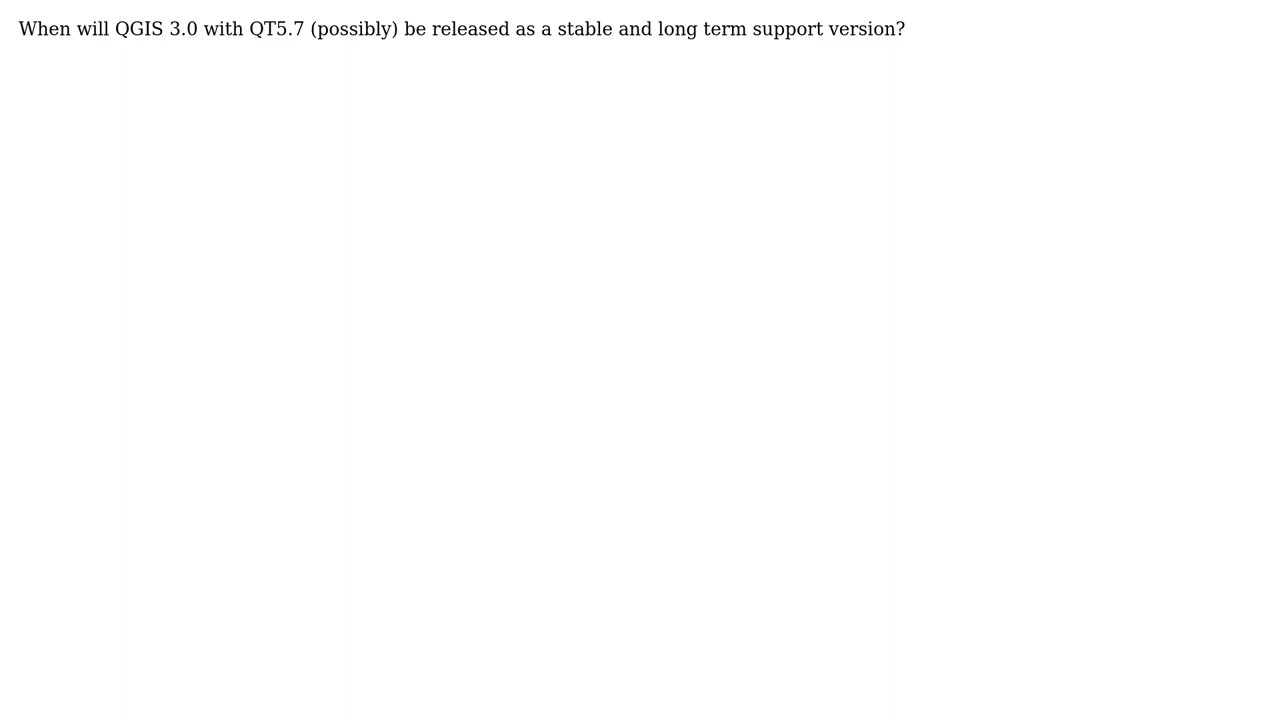 When will QGIS 3.0 with QT5.7 (possibly) be released as a stable and long term support version?